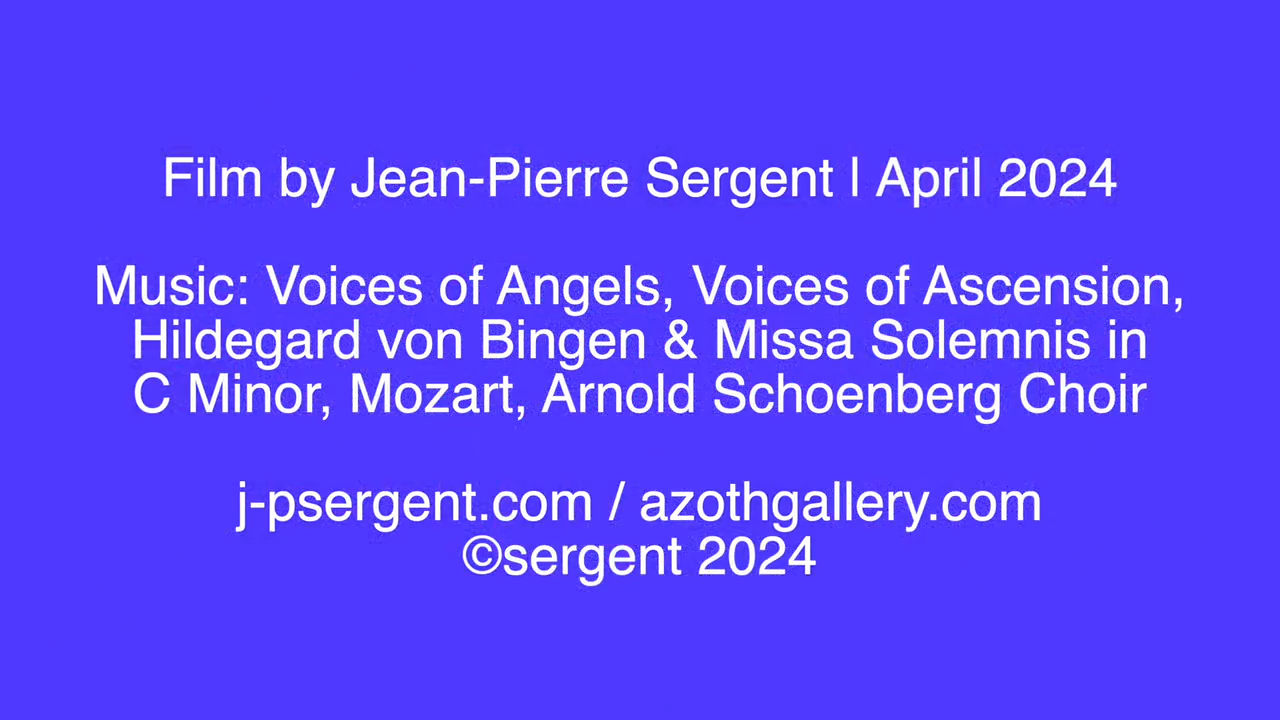 Film by Jean-Pierre Sergent | April 2024
Music: Voices of Angels, Voices of Ascension,
Hildegard von Bingen & Missa Solemnis in
C Minor, Mozart, Arnold Schoenberg Choir
j-psergent.com / azothgallery.com
©sergent 2024